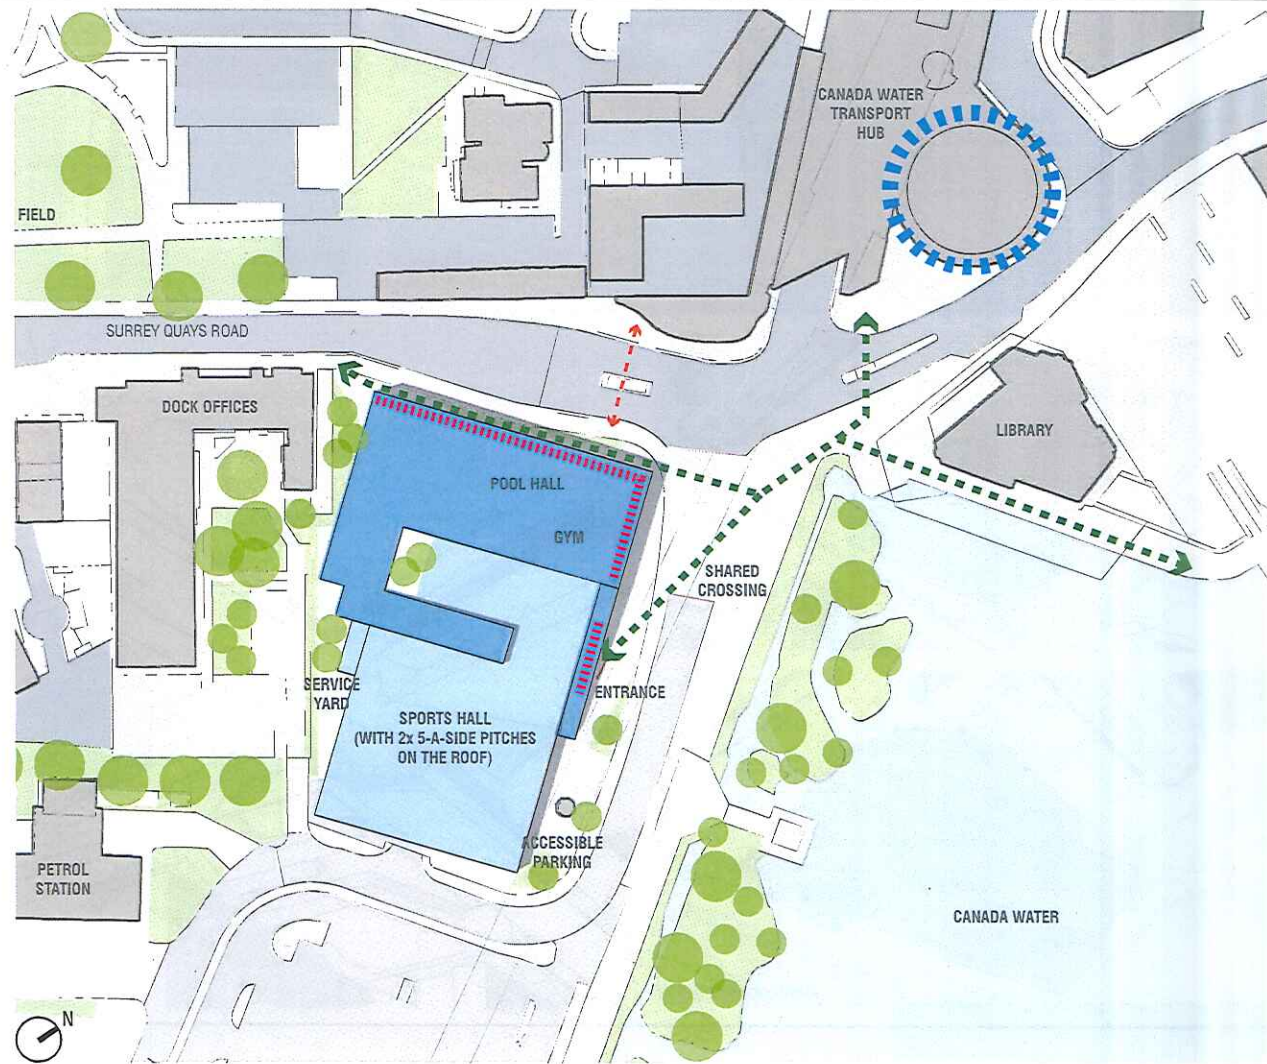 CANADA WATER
TRANSPORT
HUB
FIELD
SURREY QUAYS ROAD
DOCK OFFICES
LIBRARY
POOL HALL
GYM
SHARED
CROSSING
SERVICE
YARD
ENTRANCE
SPORTS HALL
(WITH 2x 5-A-SIDE PITCHES
ON THE ROOF)
ACCESSIBLE
PARKING
PETROL
STATION
CANADA WATER
N